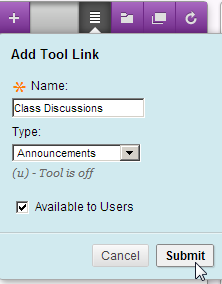 Add Tool Link
Name:
Class Discussions
Type:
Announcements
(u) - Tool is off
Available to Users
Cancel Submit